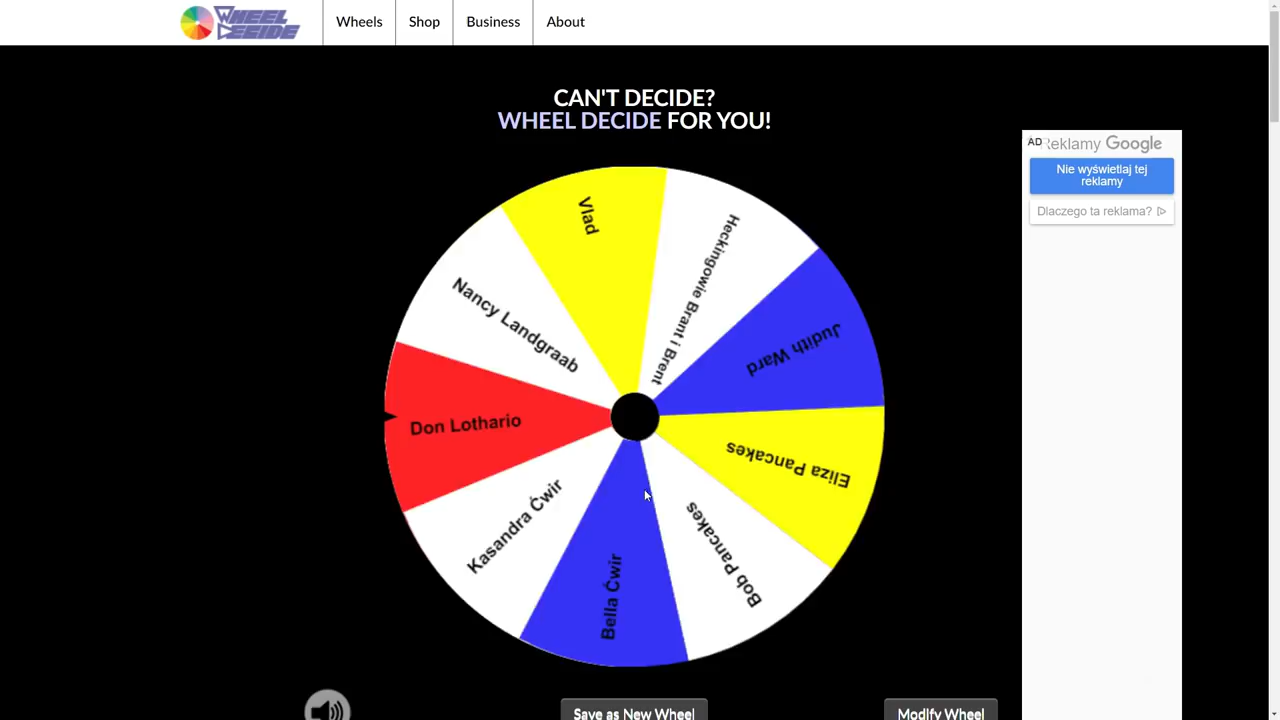 WHEEL DECIDE
Wheels
Shop
Business
About
CAN'T DECIDE?
WHEEL DECIDE FOR YOU!
AD
Reklamy Google
Nie wyświetlaj tej
reklamy
Dlaczego ta reklama?
Vlad
Heckingowie Brant i Brent
Judith Ward
Eliza Pancakes
Bob Pancakes
Bella Ćwir
Kasandra Ćwir
Don Lothario
Nancy Landgraab
Save as New Wheel
Modify Wheel